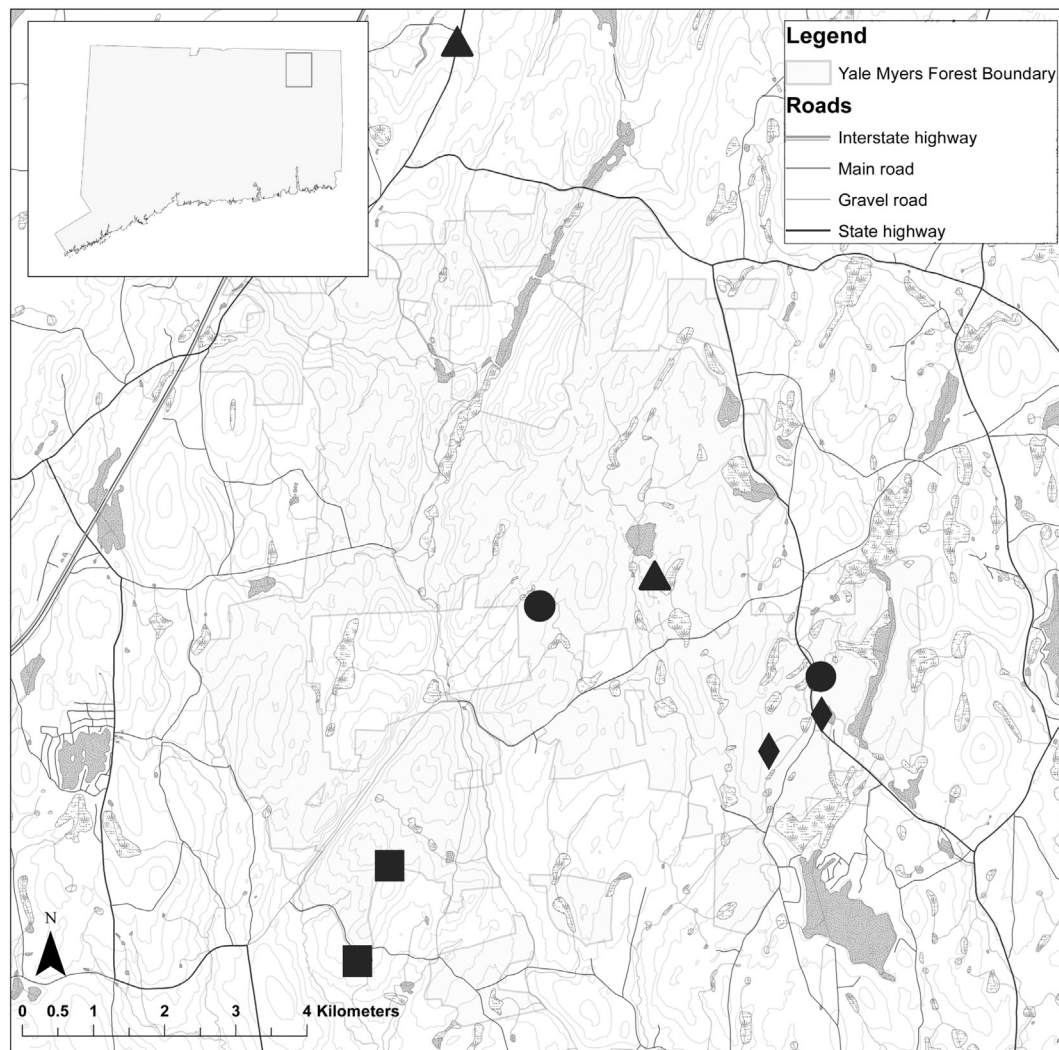 Legend
Yale Myers Forest Boundary
Roads
Interstate highway
Main road
Gravel road
State highway
N
0 0.5 1 2 3 4 Kilometers